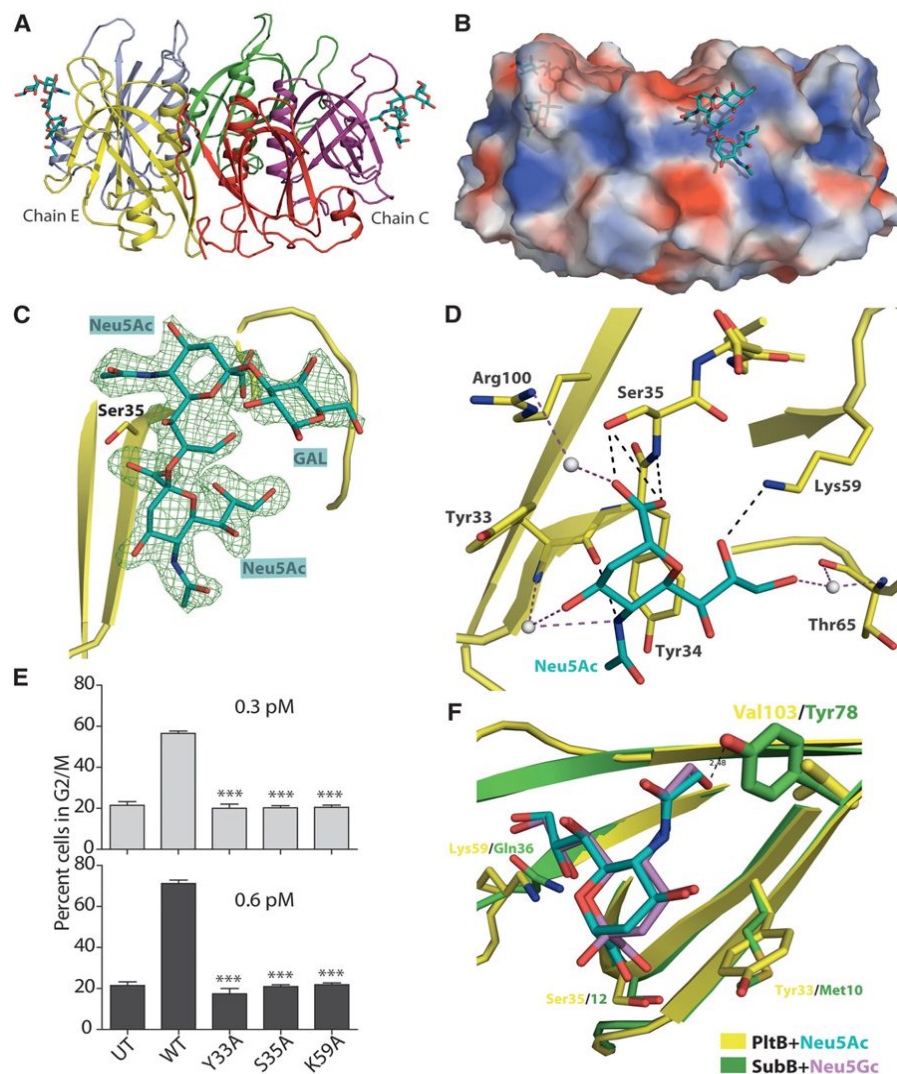 A
Chain E
Chain C
B
C
Neu5Ac
Ser35
GAL
Neu5Ac
D
Arg100
Ser35
Lys59
Tyr33
Thr65
Tyr34
Neu5Ac
E
Percent cells in G2/M
80
60
40
20
0
0.3 pM
*** *** ***
80
60
40
20
0
0.6 pM
*** *** ***
UT WT Y33A S35A K59A
F
Val103/Tyr78
2.48
Lys59/Gln36
Ser35/12
Tyr33/Met10
PltB+Neu5Ac
SubB+Neu5Gc